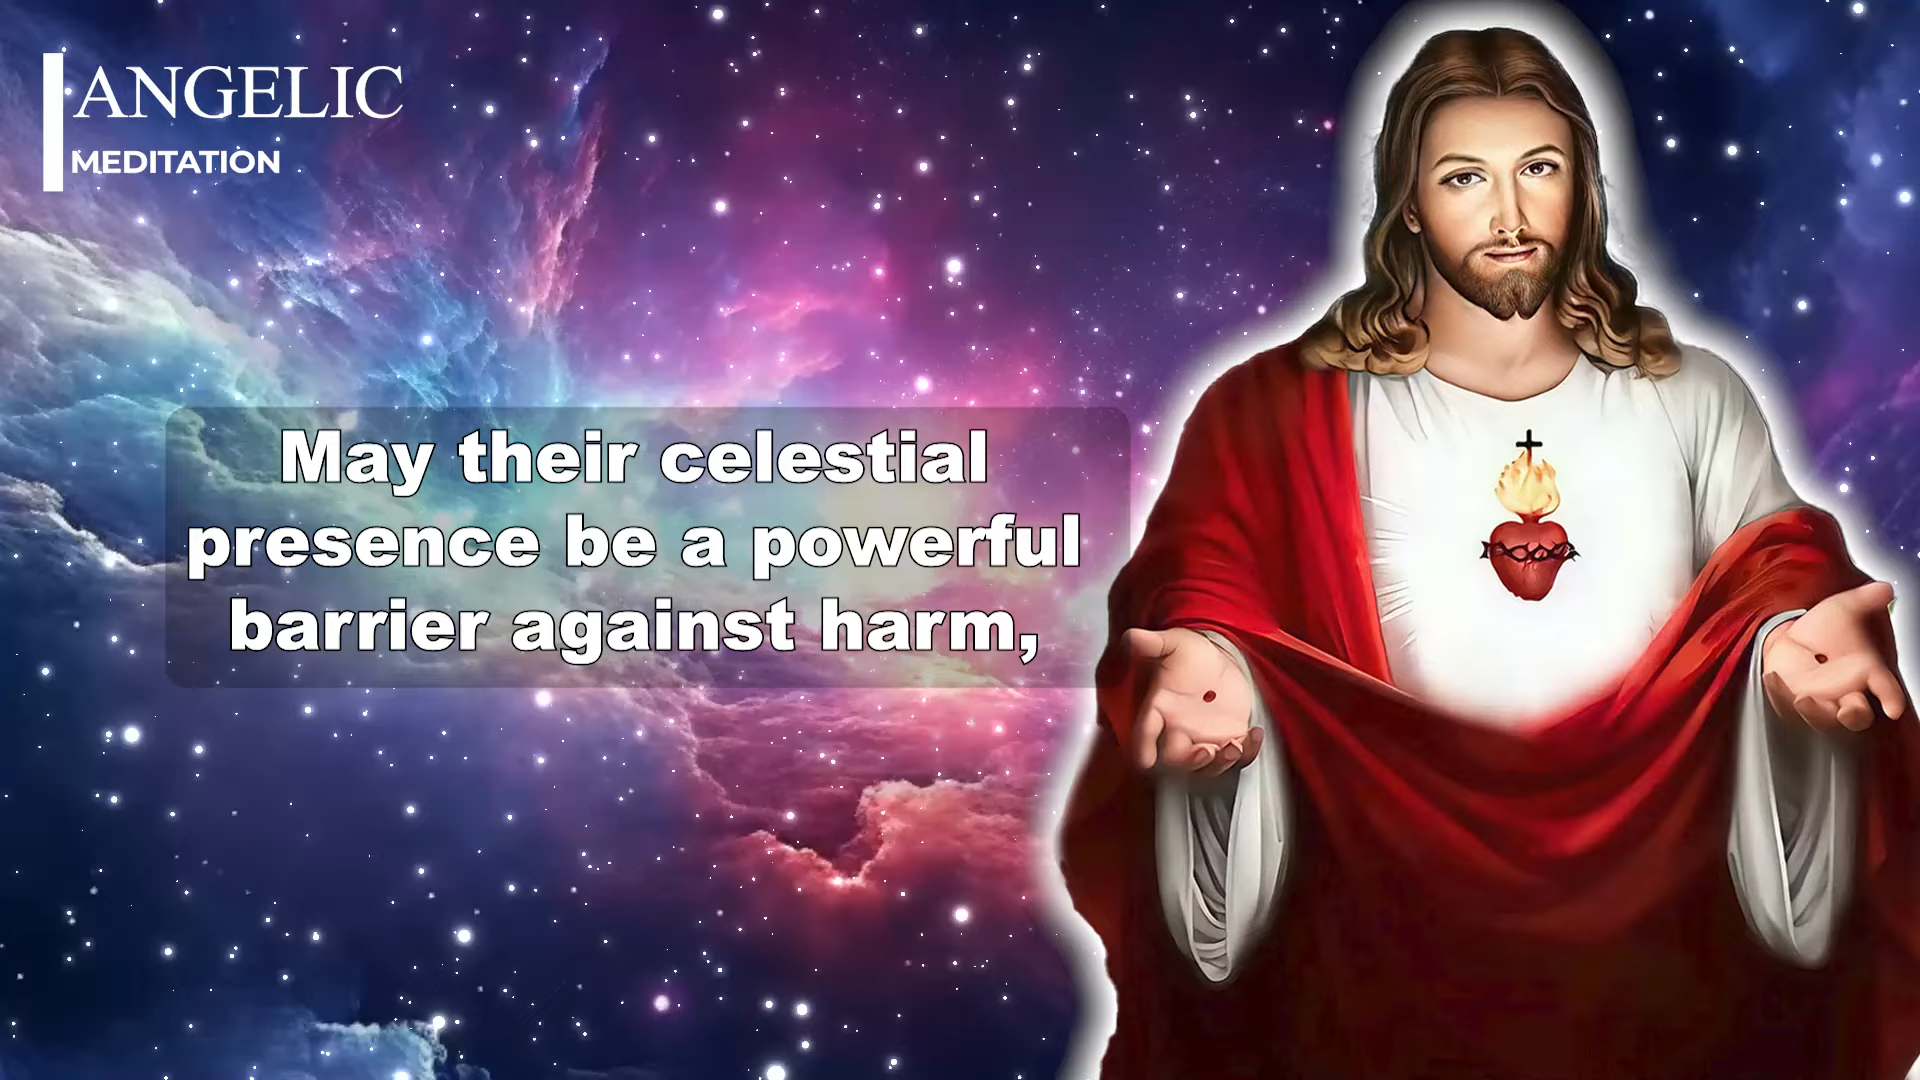 ANGELIC
MEDITATION
May their celestial
presence be a powerful
barrier against harm,